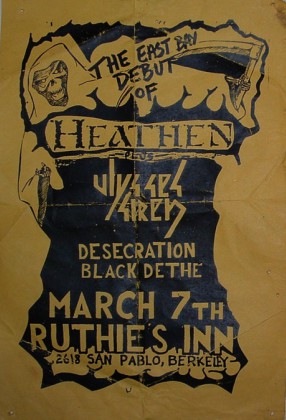 THE EAST BAY
DEBUT
OF
HEATHEN
PLUS
ULYSSES
SIREN
DESECRATION
BLACK DETHE
MARCH 7TH
RUTHIE'S INN
2618 SAN PABLO, BERKELEY